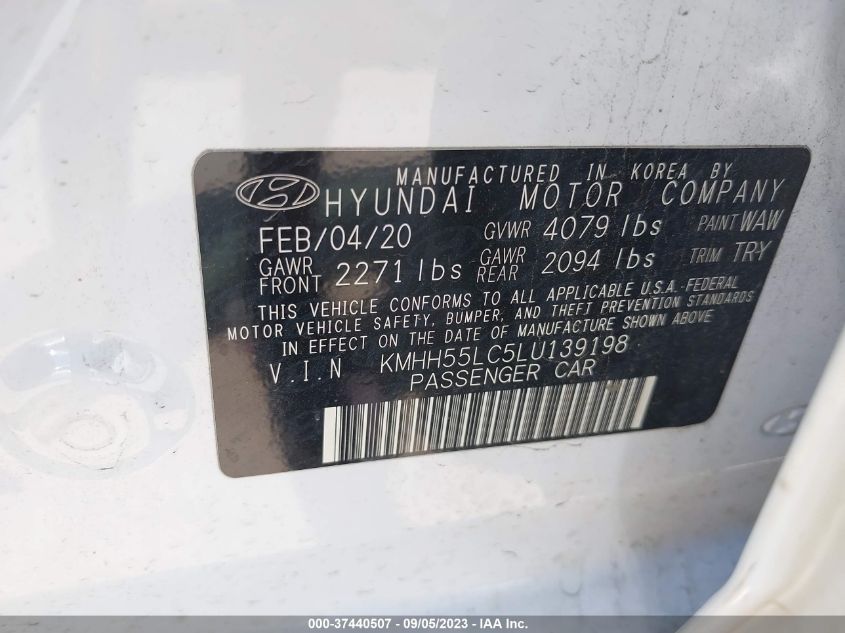 MANUFACTURED IN KOREA BY
HYUNDAI MOTOR COMPANY
FEB/04/20 GVWR 4079 lbs PAINT WAW
GAWR FRONT 2271 lbs GAWR REAR 2094 lbs TRIM TRY
THIS VEHICLE CONFORMS TO ALL APPLICABLE U.S.A. FEDERAL
MOTOR VEHICLE SAFETY, BUMPER, AND THEFT PREVENTION STANDARDS
IN EFFECT ON THE DATE OF MANUFACTURE SHOWN ABOVE
V.I.N KMHH55LC5LU139198
PASSENGER CAR
000-37440507 - 09/05/2023 - IAA Inc.